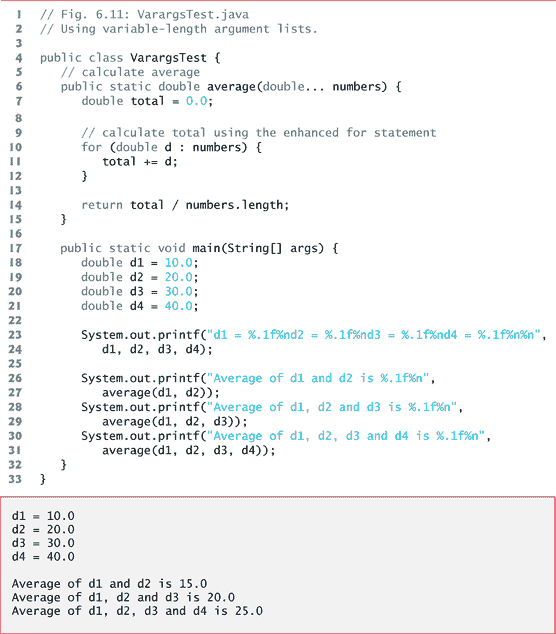 1 // Fig. 6.11: VarargsTest.java
2 // Using variable-length argument lists.
3
4 public class VarargsTest {
5 // calculate average
6 public static double average(double... numbers) {
7 double total = 0.0;
8
9 // calculate total using the enhanced for statement
10 for (double d : numbers) {
11 total += d;
12 }
13
14 return total / numbers.length;
15 }
16
17 public static void main(String[] args) {
18 double d1 = 10.0;
19 double d2 = 20.0;
20 double d3 = 30.0;
21 double d4 = 40.0;
22
23 System.out.printf("d1 = %.1f%nd2 = %.1f%nd3 = %.1f%nd4 = %.1f%n%n",
24 d1, d2, d3, d4);
25
26 System.out.printf("Average of d1 and d2 is %.1f%n",
27 average(d1, d2));
28 System.out.printf("Average of d1, d2 and d3 is %.1f%n",
29 average(d1, d2, d3));
30 System.out.printf("Average of d1, d2, d3 and d4 is %.1f%n",
31 average(d1, d2, d3, d4));
32 }
33 }
d1 = 10.0
d2 = 20.0
d3 = 30.0
d4 = 40.0
Average of d1 and d2 is 15.0
Average of d1, d2 and d3 is 20.0
Average of d1, d2, d3 and d4 is 25.0